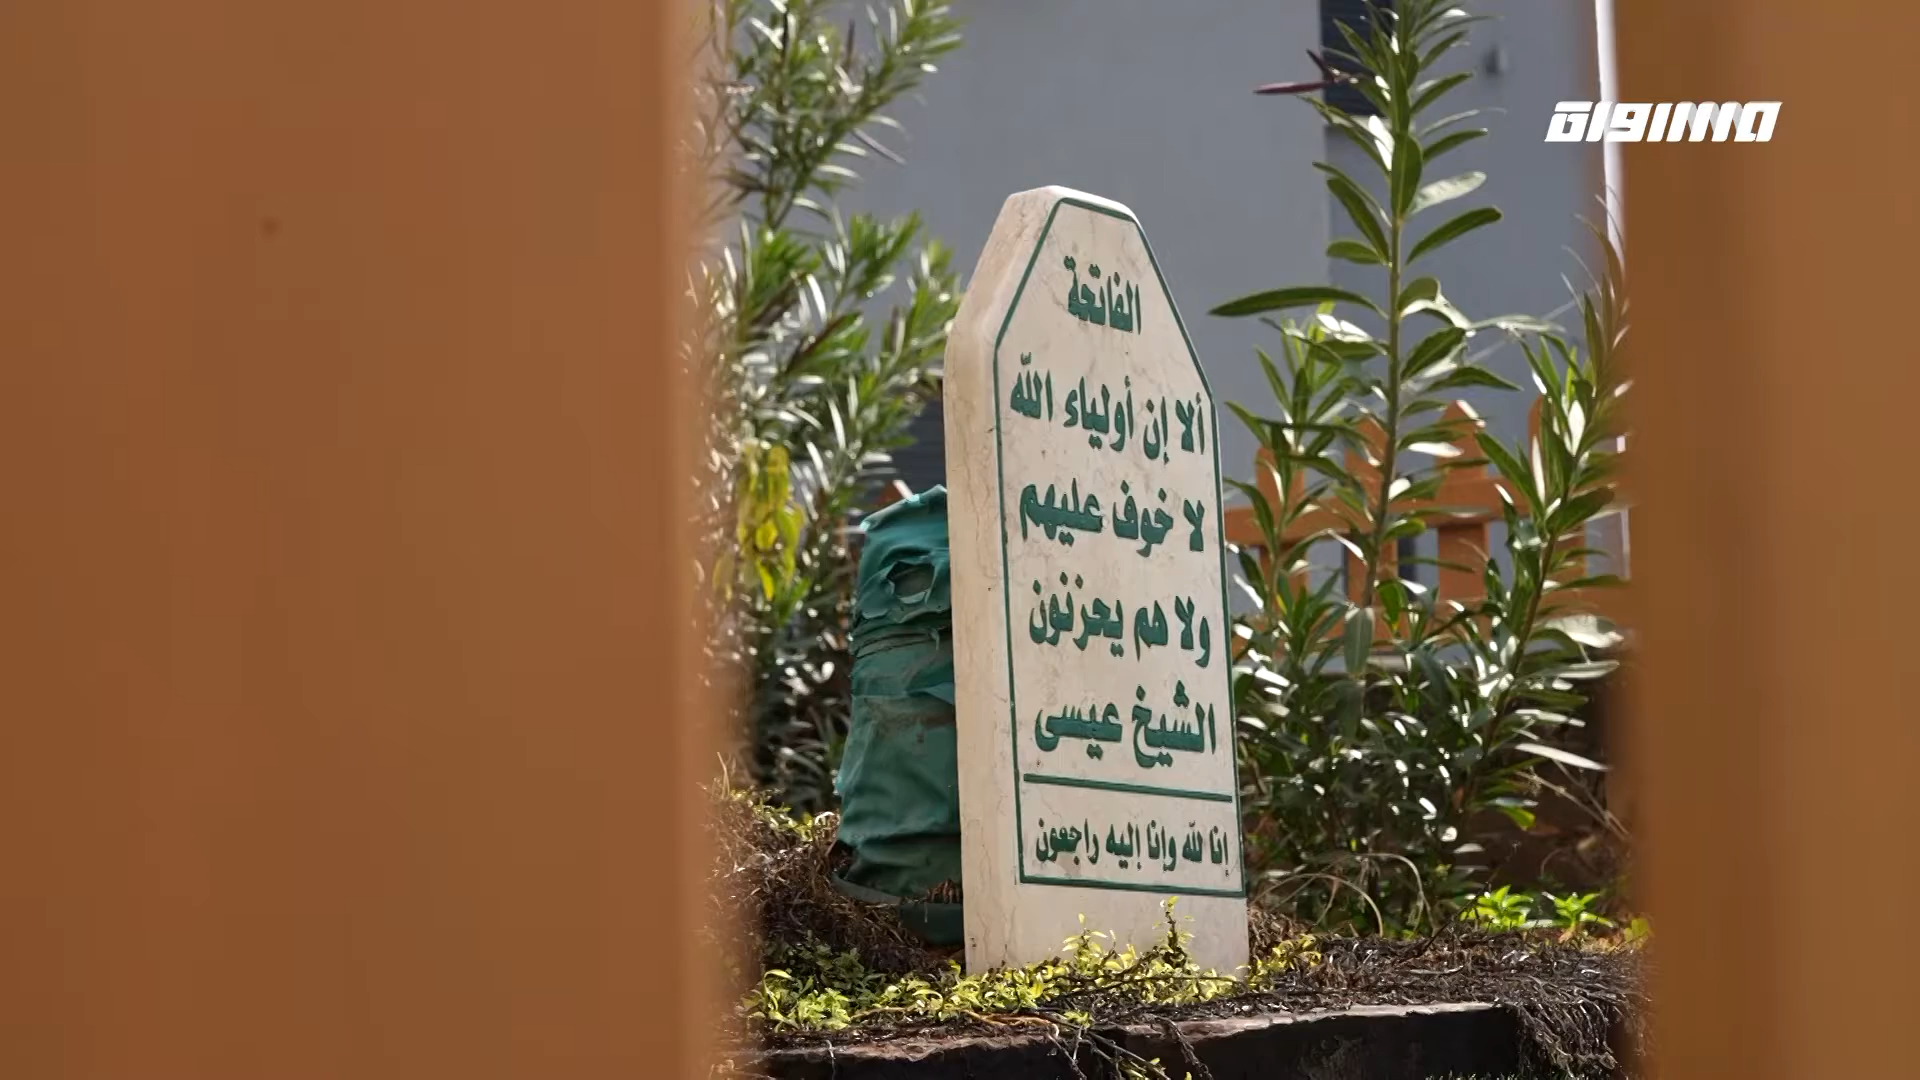 مساواة
الفاتحة
ألا إن أولياء الله
لا خوف عليهم
ولا هم يحزنون
الشيخ عيسى
إنا لله وإنا إليه راجعون